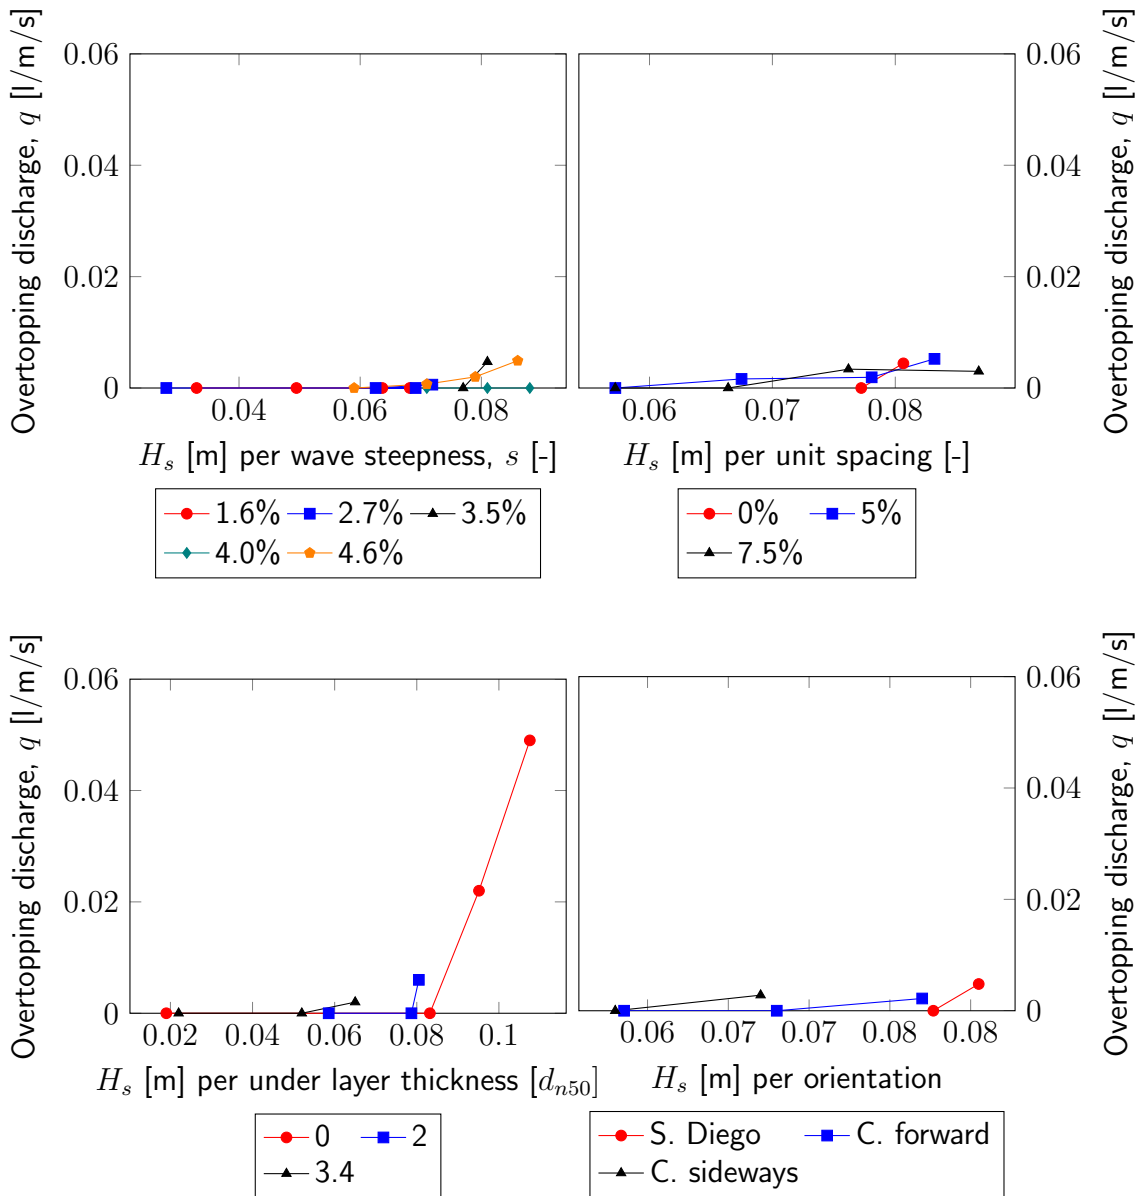 Overtopping discharge, q [l/m/s]
0.06
0.04
0.02
0
0.04 0.06 0.08
H_s [m] per wave steepness, s [-]
1.6% 2.7% 3.5%
4.0% 4.6%
Overtopping discharge, q [l/m/s]
0.06
0.04
0.02
0
0.06 0.07 0.08
H_s [m] per unit spacing [-]
0% 5%
7.5%
Overtopping discharge, q [l/m/s]
0.06
0.04
0.02
0
0.02 0.04 0.06 0.08 0.1
H_s [m] per under layer thickness [d_{n50}]
0 2
3.4
Overtopping discharge, q [l/m/s]
0.06
0.04
0.02
0
0.06 0.07 0.07 0.08 0.08
H_s [m] per orientation
S. Diego C. forward
C. sideways